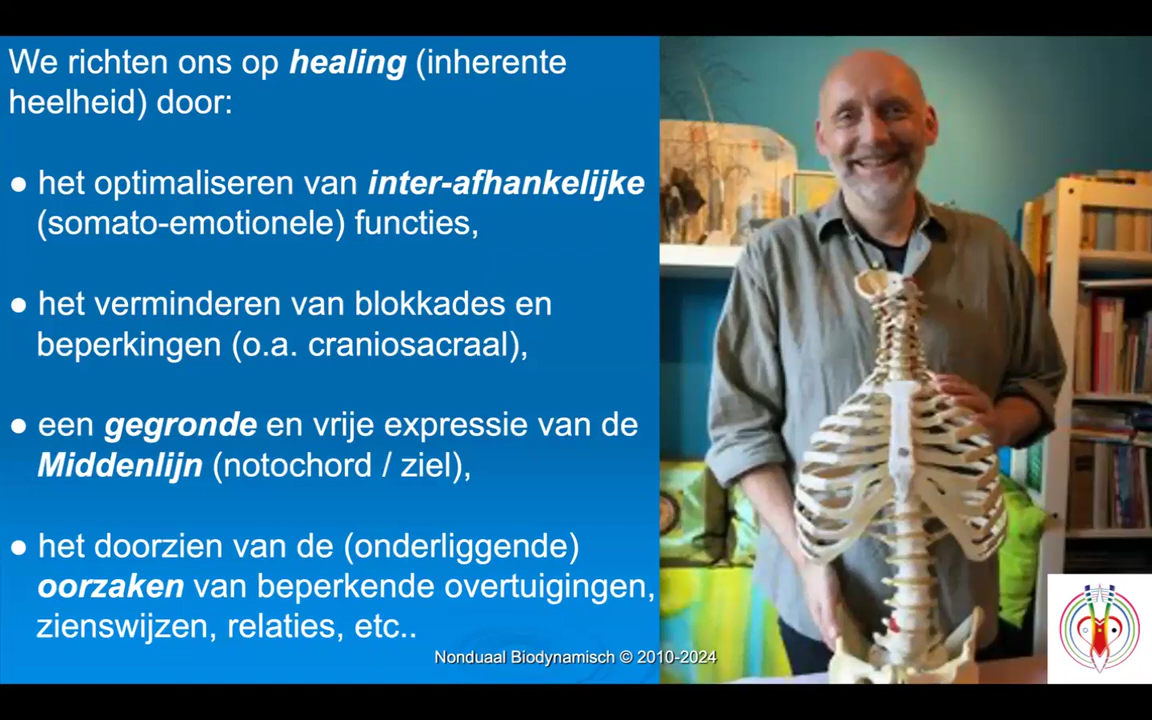 We richten ons op healing (inherente
heelheid) door:
● het optimaliseren van inter-afhankelijke
(somato-emotionele) functies,
● het verminderen van blokkades en
beperkingen (o.a. craniosacraal),
● een gegronde en vrije expressie van de
Middenlijn (notochord / ziel),
● het doorzien van de (onderliggende)
oorzaken van beperkende overtuigingen,
zienswijzen, relaties, etc..
Nonduaal Biodynamisch © 2010-2024